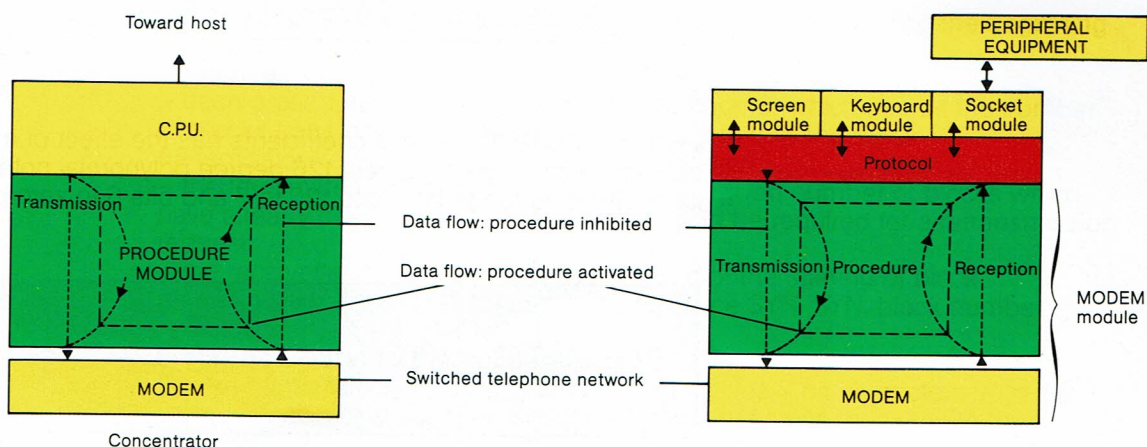 Toward host
C.P.U.
Transmission
Reception
PROCEDURE
MODULE
MODEM
Concentrator
Data flow: procedure inhibited
Data flow: procedure activated
Switched telephone network
PERIPHERAL
EQUIPMENT
Screen
module
Keyboard
module
Socket
module
Protocol
Transmission
Procedure
Reception
MODEM
MODEM
module